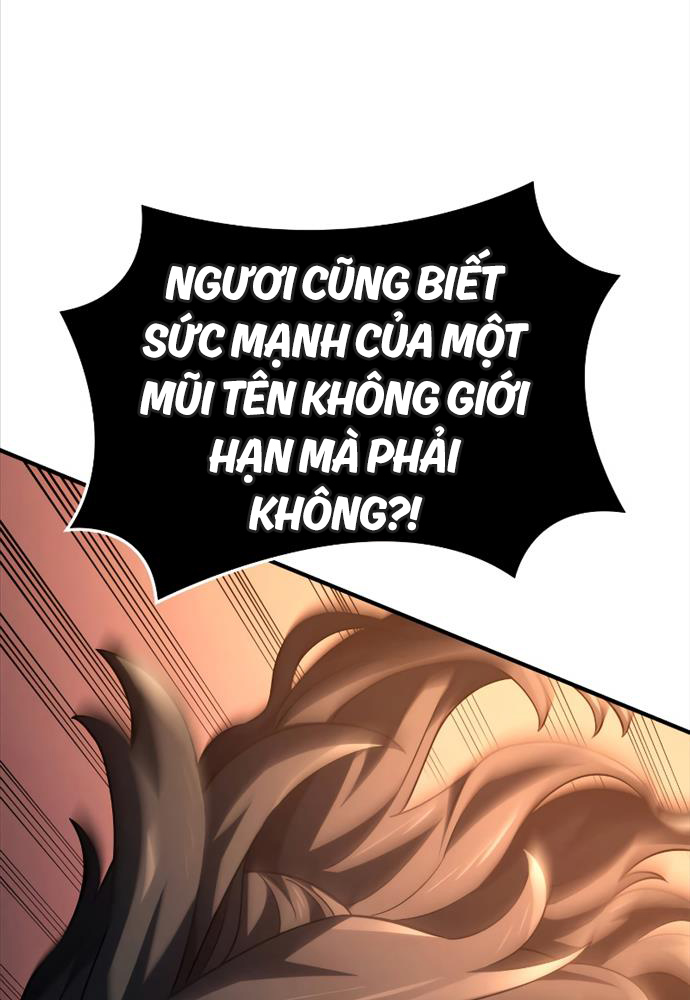 NGƯƠI CŨNG BIẾT
SỨC MẠNH CỦA MỘT
MŨI TÊN KHÔNG GIỚI
HẠN MÀ PHẢI
KHÔNG?!